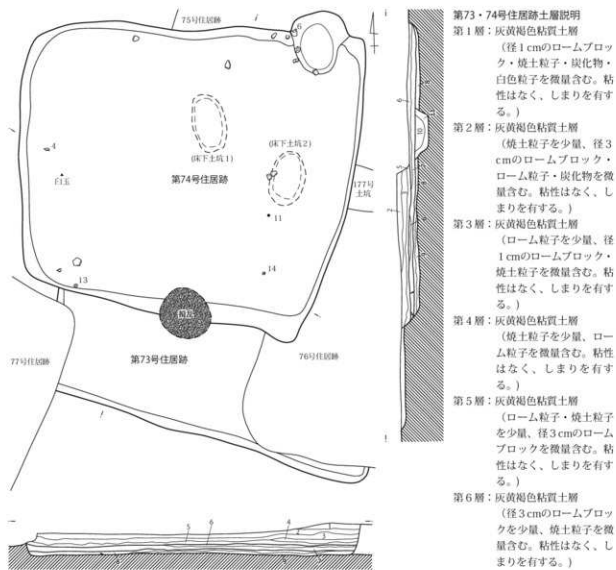 75号住居跡
6
(床下土坑1)
(床下土坑2)
4
第74号住居跡
臼玉
177号
土坑
11
13
14
撹乱
77号住居跡
第73号住居跡
76号住居跡
5
6
4
第73・74号住居跡土層説明
第1層：灰黄褐色粘質土層
（径1cmのロームブロッ
ク・焼土粒子・炭化物・
白色粒子を微量含む。粘
性はなく、しまりを有す
る。）
第2層：灰黄褐色粘質土層
（焼土粒子を少量、径3
cmのロームブロック・
ローム粒子・炭化物を微
量含む。粘性はなく、し
まりを有する。）
第3層：灰黄褐色粘質土層
（ローム粒子を少量、径
1cmのロームブロック・
焼土粒子を微量含む。粘
性はなく、しまりを有す
る。）
第4層：灰黄褐色粘質土層
（焼土粒子を少量、ロー
ム粒子を微量含む。粘性
はなく、しまりを有す
る。）
第5層：灰黄褐色粘質土層
（ローム粒子・焼土粒子
を少量、径3cmのローム
ブロックを微量含む。粘
性はなく、しまりを有す
る。）
第6層：灰黄褐色粘質土層
（径3cmのロームブロッ
クを少量、焼土粒子を微
量含む。粘性はなく、し
まりを有する。）